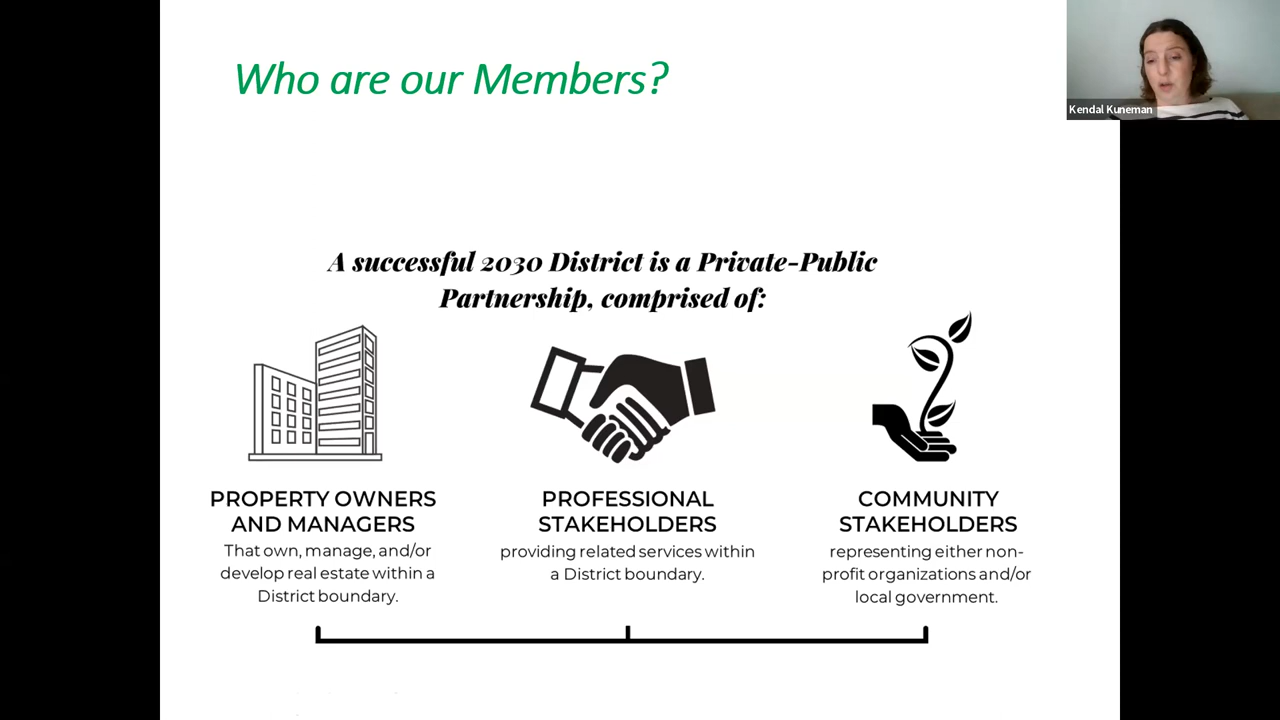 Who are our Members?
Kendal Kuneman
A successful 2030 District is a Private-Public
Partnership, comprised of:
PROPERTY OWNERS
AND MANAGERS
That own, manage, and/or
develop real estate within a
District boundary.
PROFESSIONAL
STAKEHOLDERS
providing related services within
a District boundary.
COMMUNITY
STAKEHOLDERS
representing either non-
profit organizations and/or
local government.